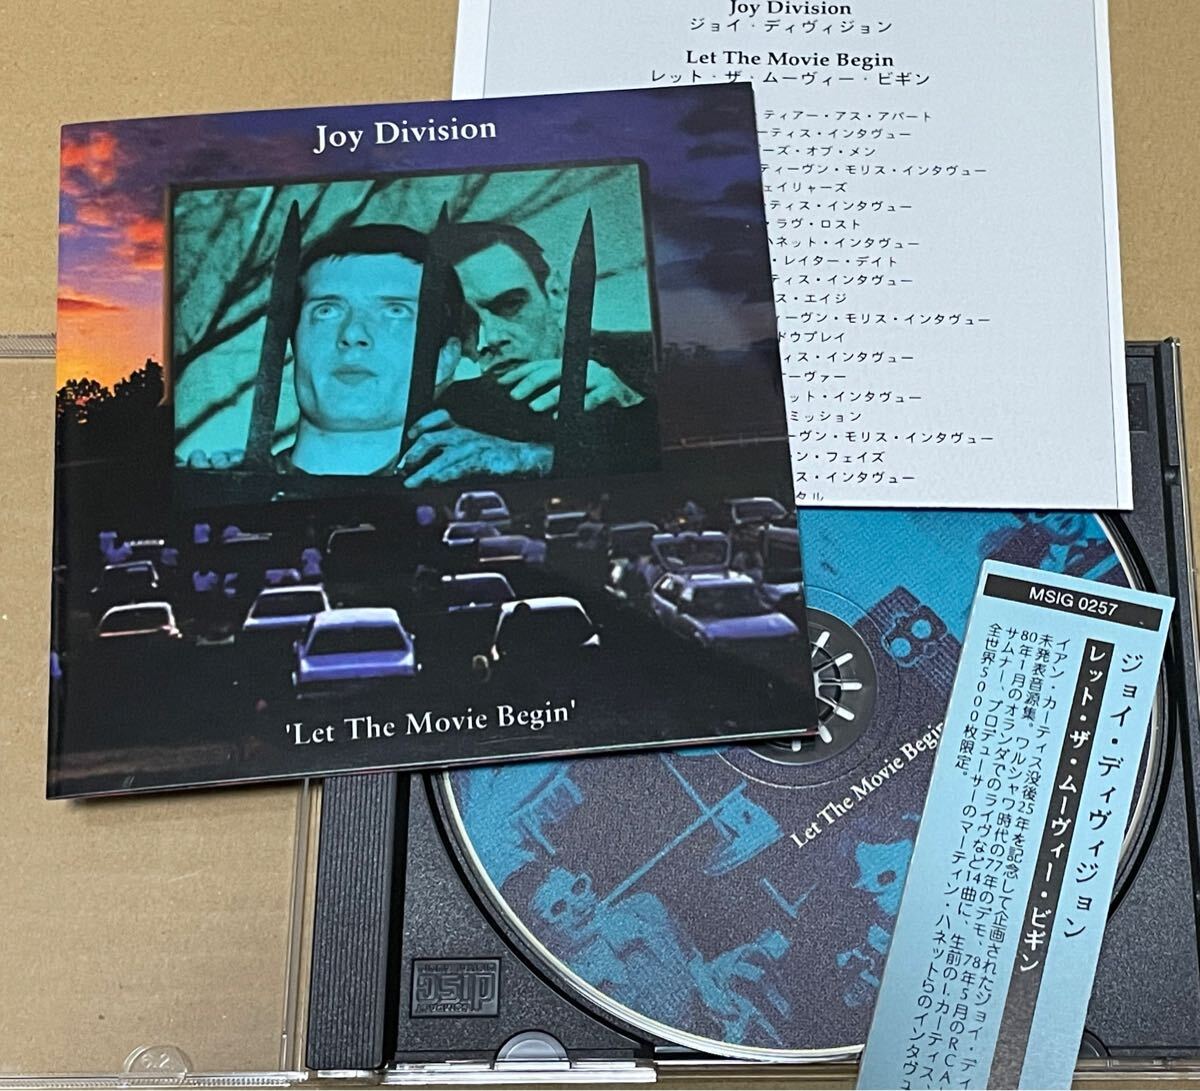 Joy Division
ジョイ・ディヴィジョン
Let The Movie Begin
レット・ザ・ムーヴィー・ビギン
ティアー・アス・アパート
ーティス・インタヴュー
ーズ・オブ・メン
ティーヴン・モリス・インタヴュー
ェイリャーズ
ーティス・インタヴュー
・ラヴ・ロスト
ハネット・インタヴュー
・レイター・デイト
ティス・インタヴュー
ス・エイジ
ィーヴン・モリス・インタヴュー
ドウプレイ
ィス・インタヴュー
ーヴァー
ット・インタヴュー
ミッション
ーヴン・モリス・インタヴュー
ン・フェイズ
ス・インタヴュー
タル
Joy Division
'Let The Movie Begin'
Let The Movie Begin
disc
MSIG 0257
ジョイ・ディヴィジョン
レット・ザ・ムーヴィー・ビギン
イアン・カーティス没後25年を記念して企画されたジョイ・ディ
未発表音源集。ワルシャワ時代の77年のデモ、78年5月のRCA
80年1月のオランダでのライヴなど14曲に、生前のI.カーティス、
サムナー、プロデューサーのマーティン・ハネットらのインタヴュ
全世界5000枚限定。